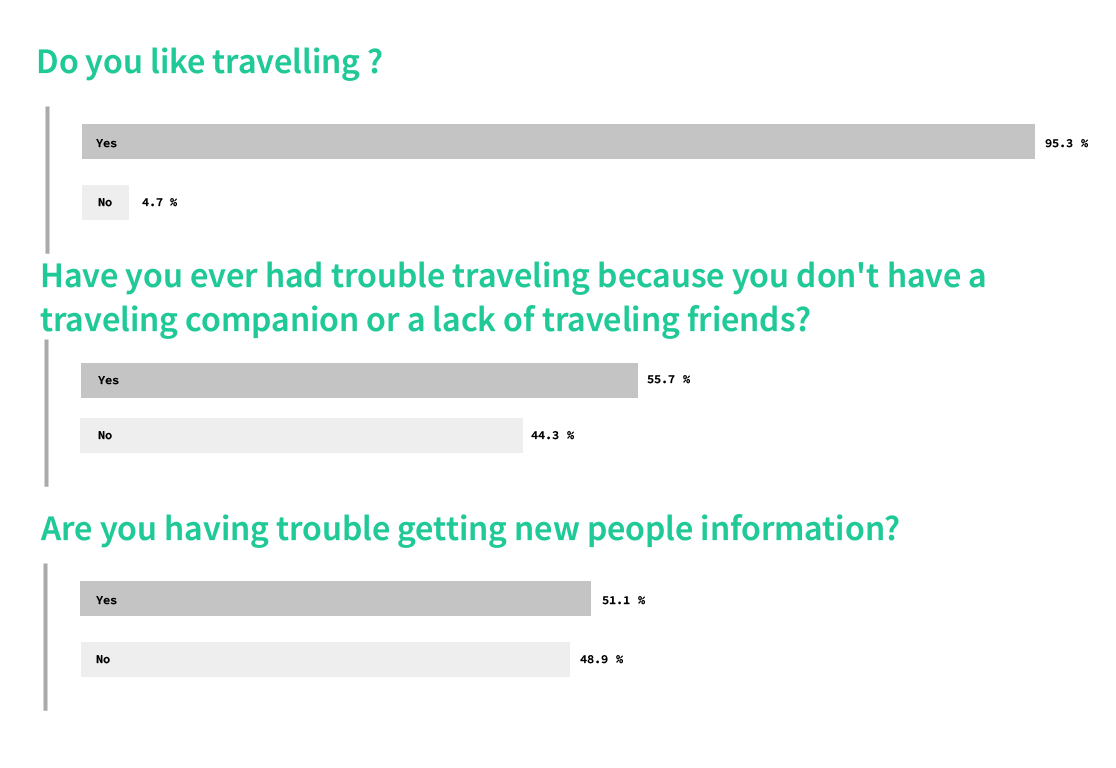 Do you like travelling ?
Yes 95.3 %
No 4.7 %
Have you ever had trouble traveling because you don't have a
traveling companion or a lack of traveling friends?
Yes 55.7 %
No 44.3 %
Are you having trouble getting new people information?
Yes 51.1 %
No 48.9 %